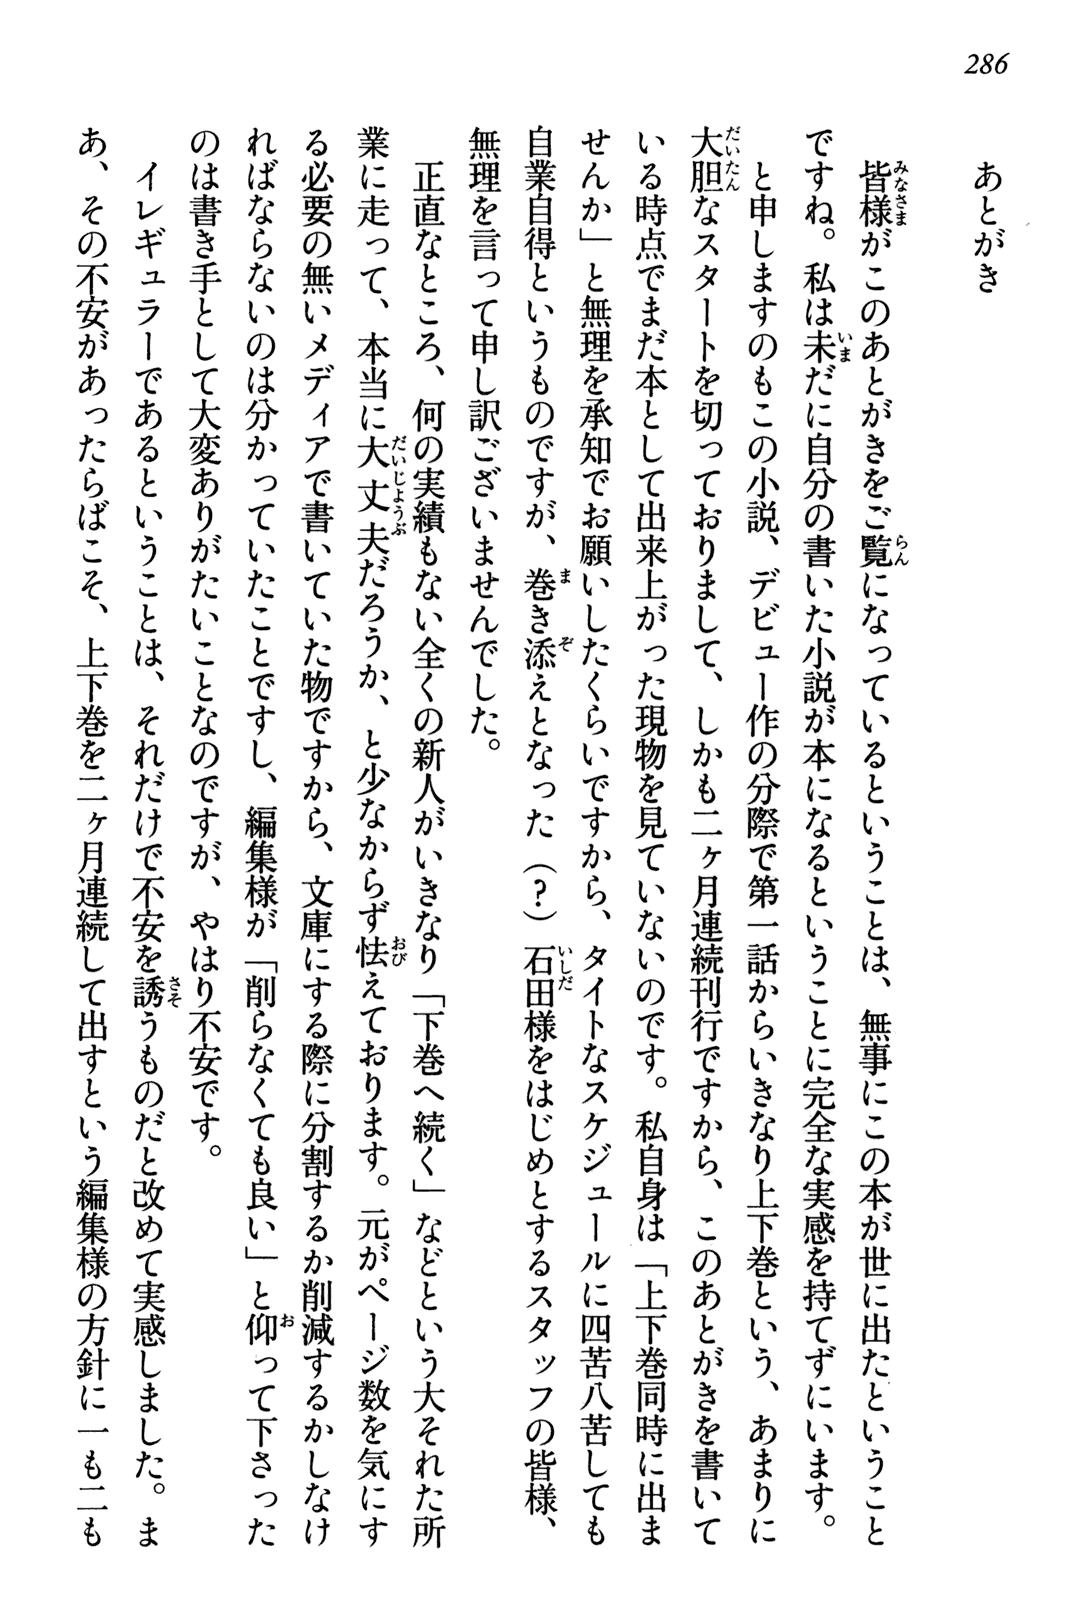 286
あとがき
皆様がこのあとがきをご覧になっているということは、無事にこの本が世に出たということ
ですね。私は未だに自分の書いた小説が本になるということに完全な実感を持てずにいます。
と申しますのもこの小説、デビュー作の分際で第一話からいきなり上下巻という、あまりに
大胆なスタートを切っておりまして、しかも二ヶ月連続刊行ですから、このあとがきを書いて
いる時点でまだ本として出来上がった現物を見ていないのです。私自身は「上下巻同時に出ま
せんか」と無理を承知でお願いしたくらいですから、タイトなスケジュールに四苦八苦しても
自業自得というものですが、巻き添えとなった（？）石田様をはじめとするスタッフの皆様、
無理を言って申し訳ございませんでした。
正直なところ、何の実績もない全くの新人がいきなり「下巻へ続く」などという大それた所
業に走って、本当に大丈夫だろうか、と少なからず怯えております。元がページ数を気にす
る必要の無いメディアで書いていた物ですから、文庫にする際に分割するか削減するかしなけ
ればならないのは分かっていたことですし、編集様が「削らなくても良い」と仰って下さった
のは書き手として大変ありがたいことなのですが、やはり不安です。
イレギュラーであるということは、それだけで不安を誘うものだと改めて実感しました。ま
あ、その不安があったらばこそ、上下巻を二ヶ月連続して出すという編集様の方針に一も二も